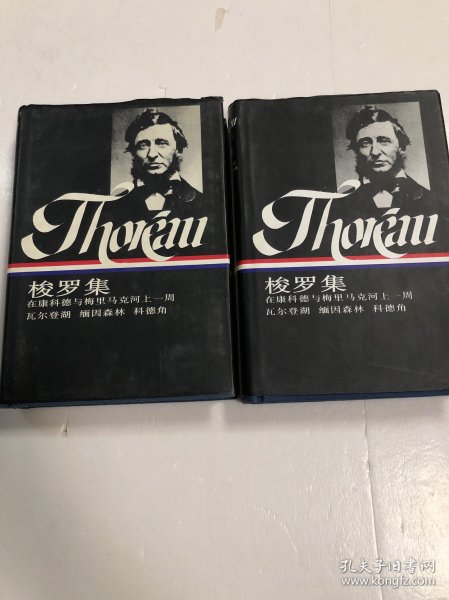 Thoreau
梭罗集
在康科德与梅里马克河上一周
瓦尔登湖 缅因森林 科德角
Thoreau
梭罗集
在康科德与梅里马克河上一周
瓦尔登湖 缅因森林 科德角
孔夫子旧书网
www.kongfz.com